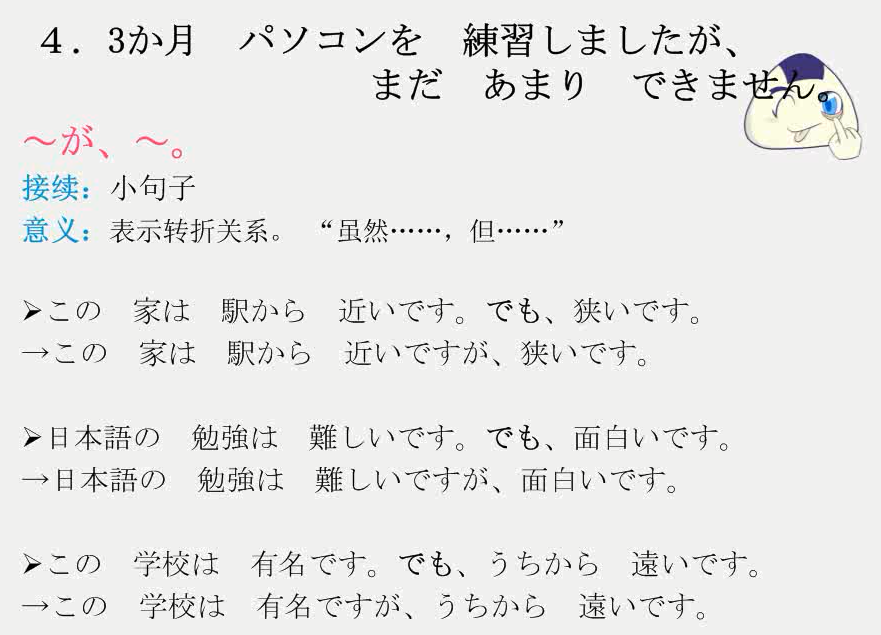 ４．3か月　パソコンを　練習しましたが、
まだ　あまり　できません。
～が、～。
接续：小句子
意义：表示转折关系。“虽然……，但……”
➢この　家は　駅から　近いです。でも、狭いです。
→この　家は　駅から　近いですが、狭いです。
➢日本語の　勉強は　難しいです。でも、面白いです。
→日本語の　勉強は　難しいですが、面白いです。
➢この　学校は　有名です。でも、うちから　遠いです。
→この　学校は　有名ですが、うちから　遠いです。